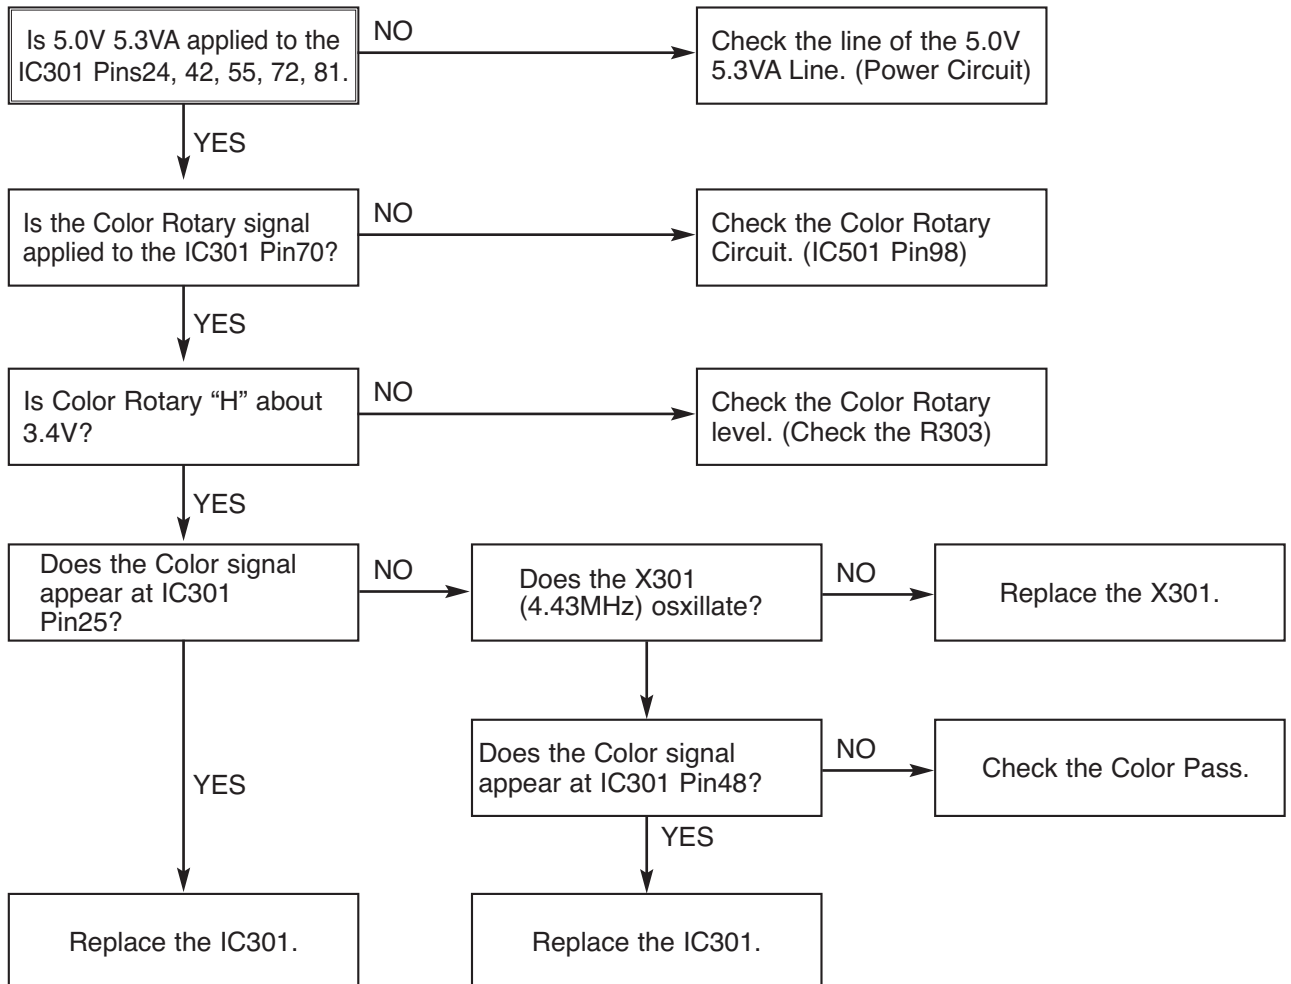 Is 5.0V 5.3VA applied to the
IC301 Pins24, 42, 55, 72, 81.
NO
Check the line of the 5.0V
5.3VA Line. (Power Circuit)
YES
Is the Color Rotary signal
applied to the IC301 Pin70?
NO
Check the Color Rotary
Circuit. (IC501 Pin98)
YES
Is Color Rotary “H” about
3.4V?
NO
Check the Color Rotary
level. (Check the R303)
YES
Does the Color signal
appear at IC301
Pin25?
NO
Does the X301
(4.43MHz) osxillate?
NO
Replace the X301.
YES
Does the Color signal
appear at IC301 Pin48?
NO
Check the Color Pass.
YES
Replace the IC301.
Replace the IC301.